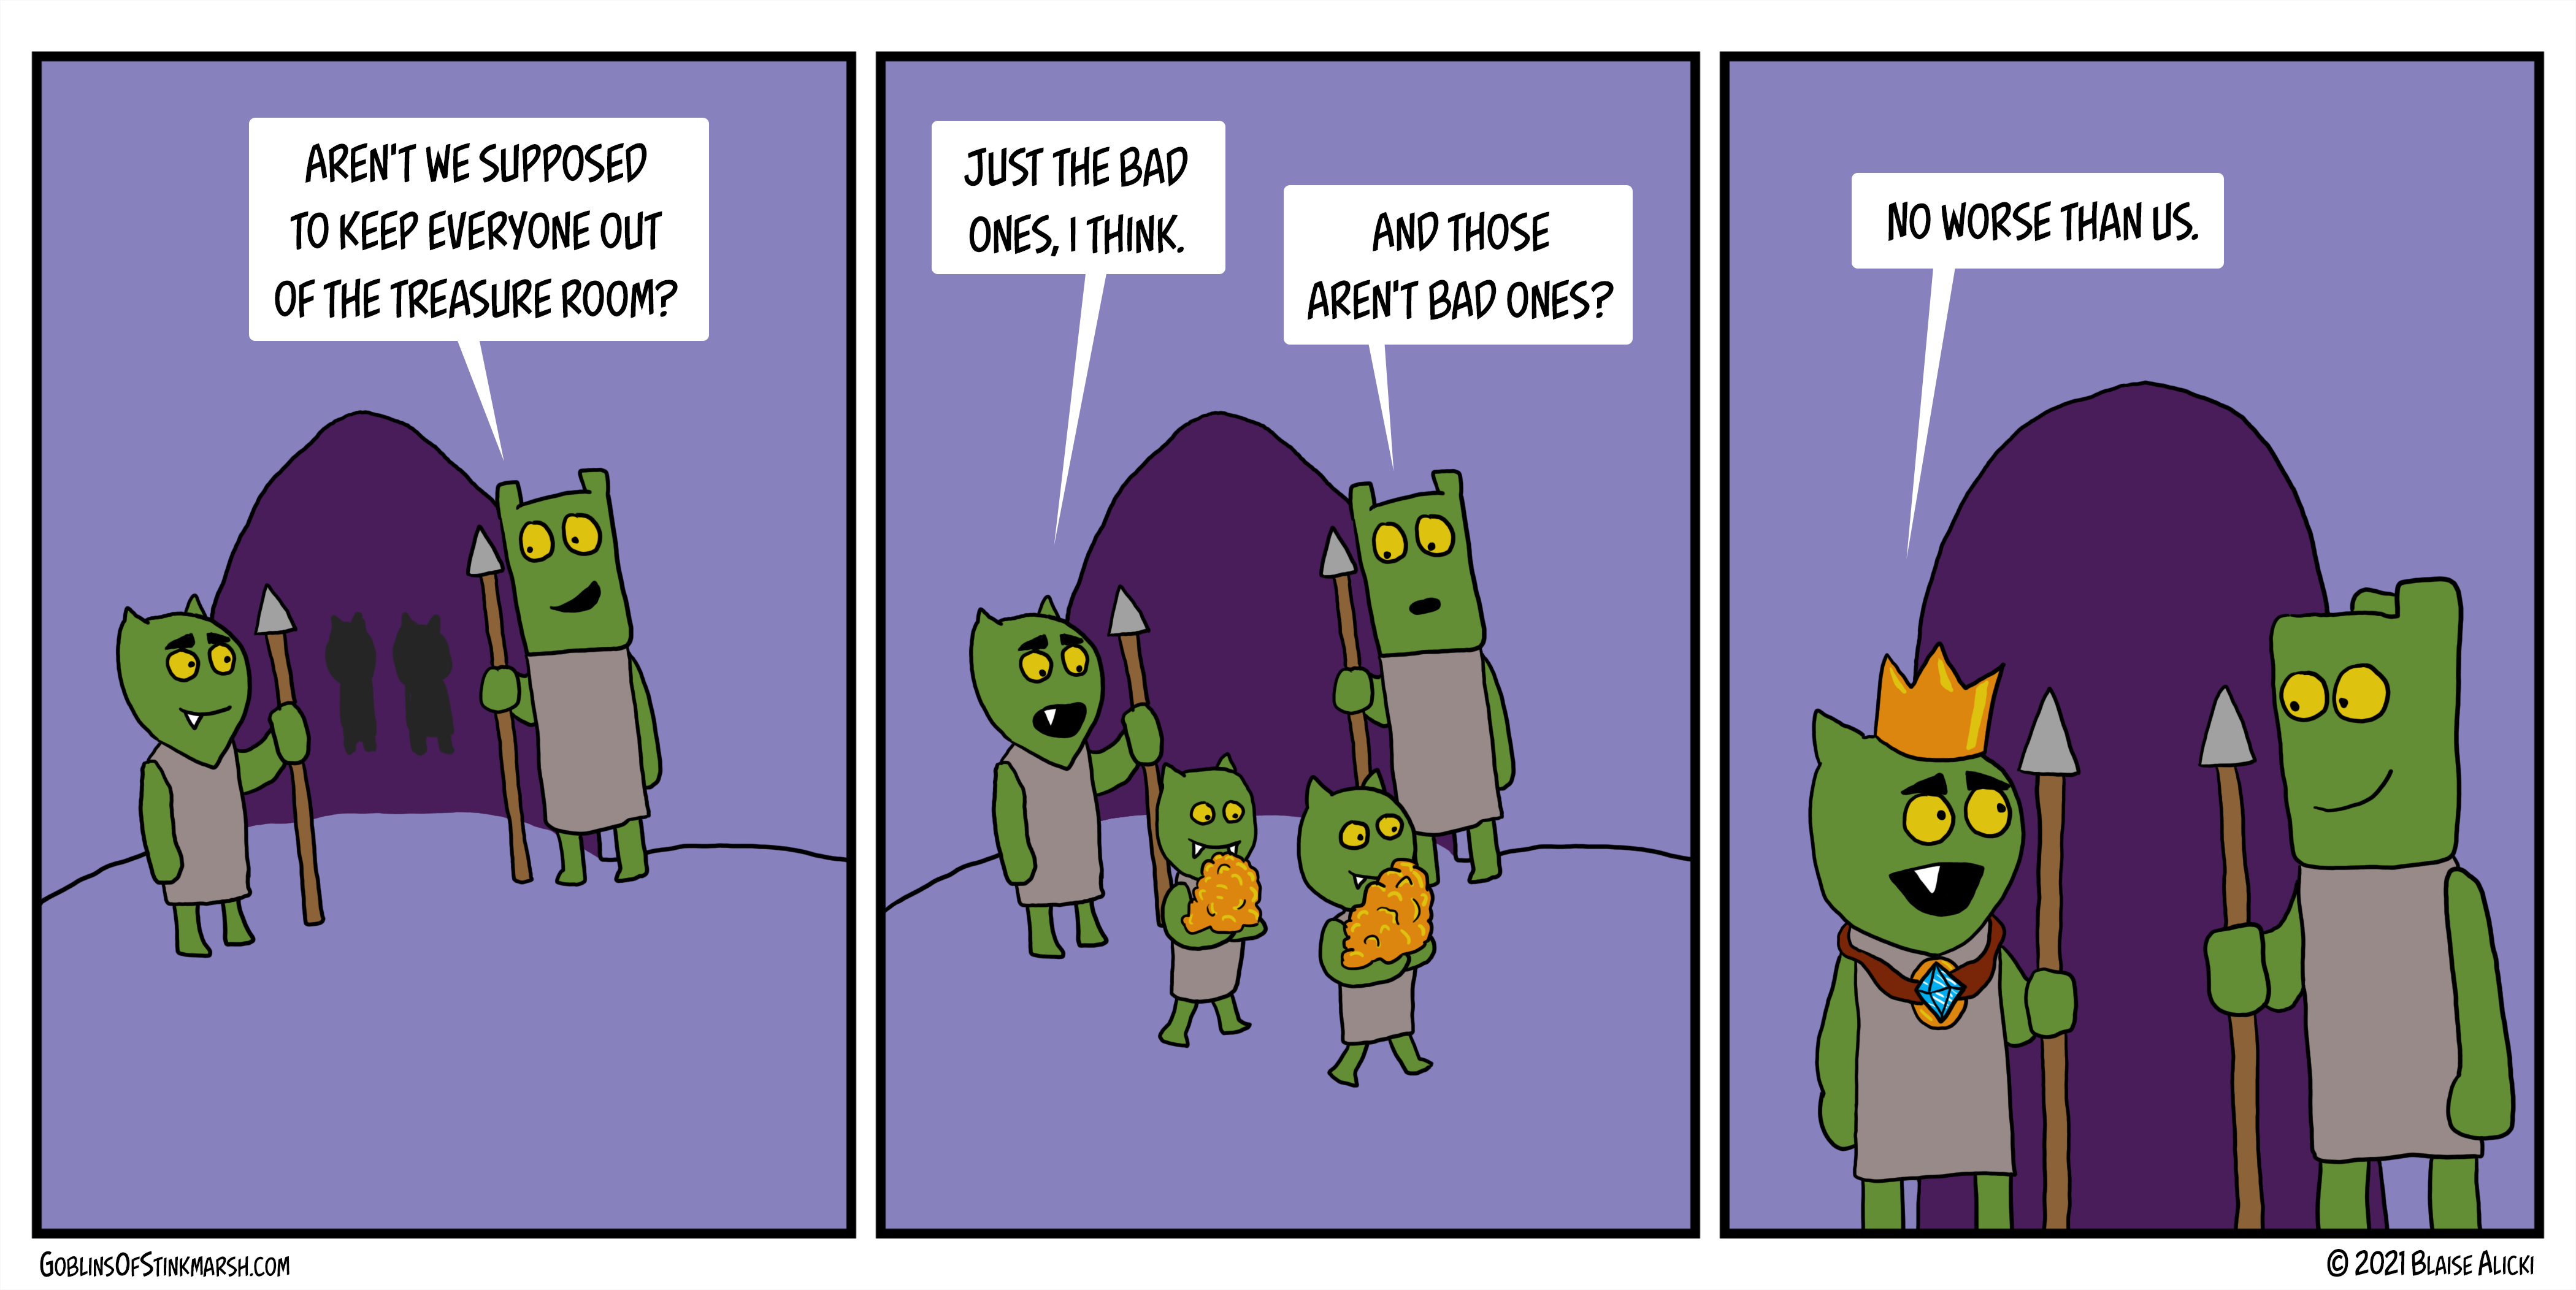 AREN'T WE SUPPOSED
TO KEEP EVERYONE OUT
OF THE TREASURE ROOM?
JUST THE BAD
ONES, I THINK.
AND THOSE
AREN'T BAD ONES?
NO WORSE THAN US.
GOBLINSOFSTINKMARSH.COM
© 2021 BLAISE ALICKI